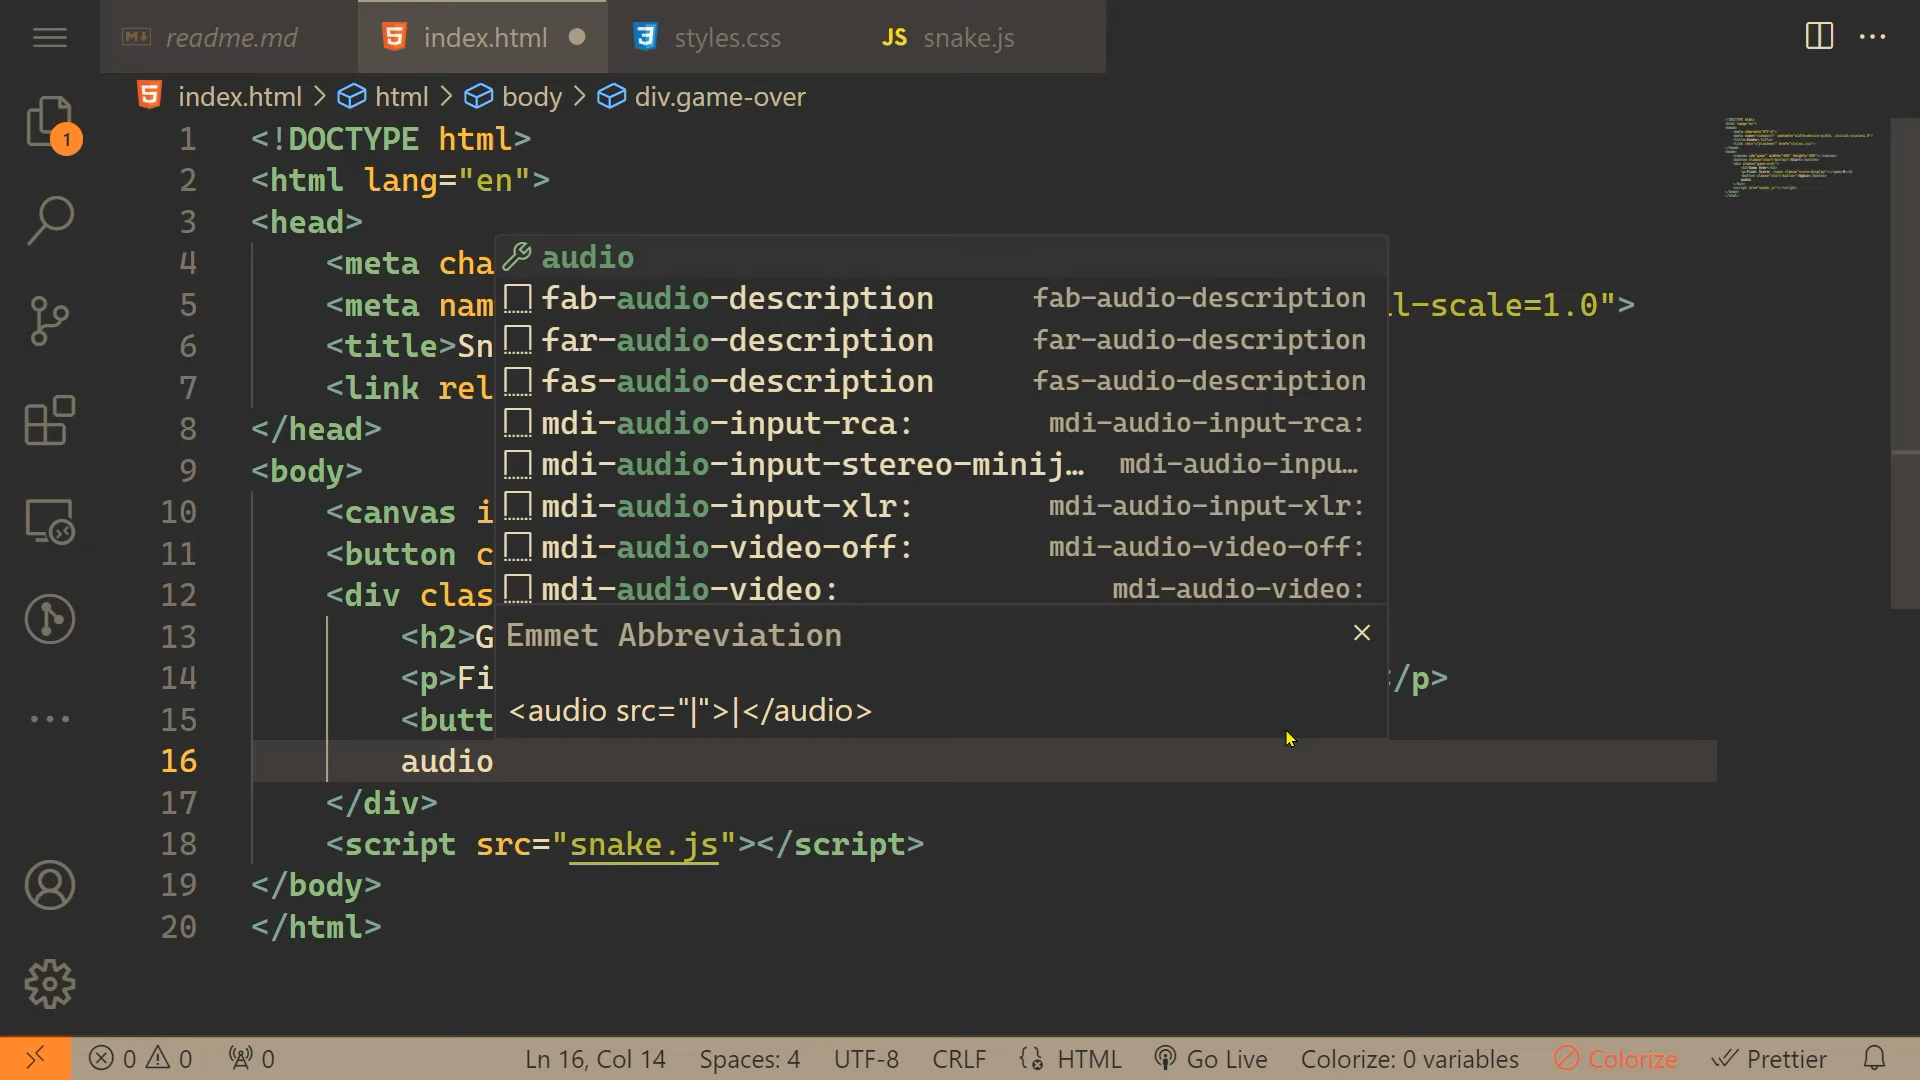 readme.md index.html styles.css JS snake.js
index.html > html > body > div.game-over
1 <!DOCTYPE html>
2 <html lang="en">
3 <head>
4 <meta cha
5 <meta nam l-scale=1.0">
6 <title>Sn
7 <link rel
8 </head>
9 <body>
10 <canvas i
11 <button c
12 <div clas
13 <h2>G
14 <p>Fi /p>
15 <butt
16 audio
17 </div>
18 <script src="snake.js"></script>
19 </body>
20 </html>
1
audio
fab-audio-description fab-audio-description
far-audio-description far-audio-description
fas-audio-description fas-audio-description
mdi-audio-input-rca: mdi-audio-input-rca:
mdi-audio-input-stereo-minij… mdi-audio-inpu…
mdi-audio-input-xlr: mdi-audio-input-xlr:
mdi-audio-video-off: mdi-audio-video-off:
mdi-audio-video: mdi-audio-video:
Emmet Abbreviation
<audio src="|">|</audio>
0 0 0 Ln 16, Col 14 Spaces: 4 UTF-8 CRLF HTML Go Live Colorize: 0 variables Colorize Prettier